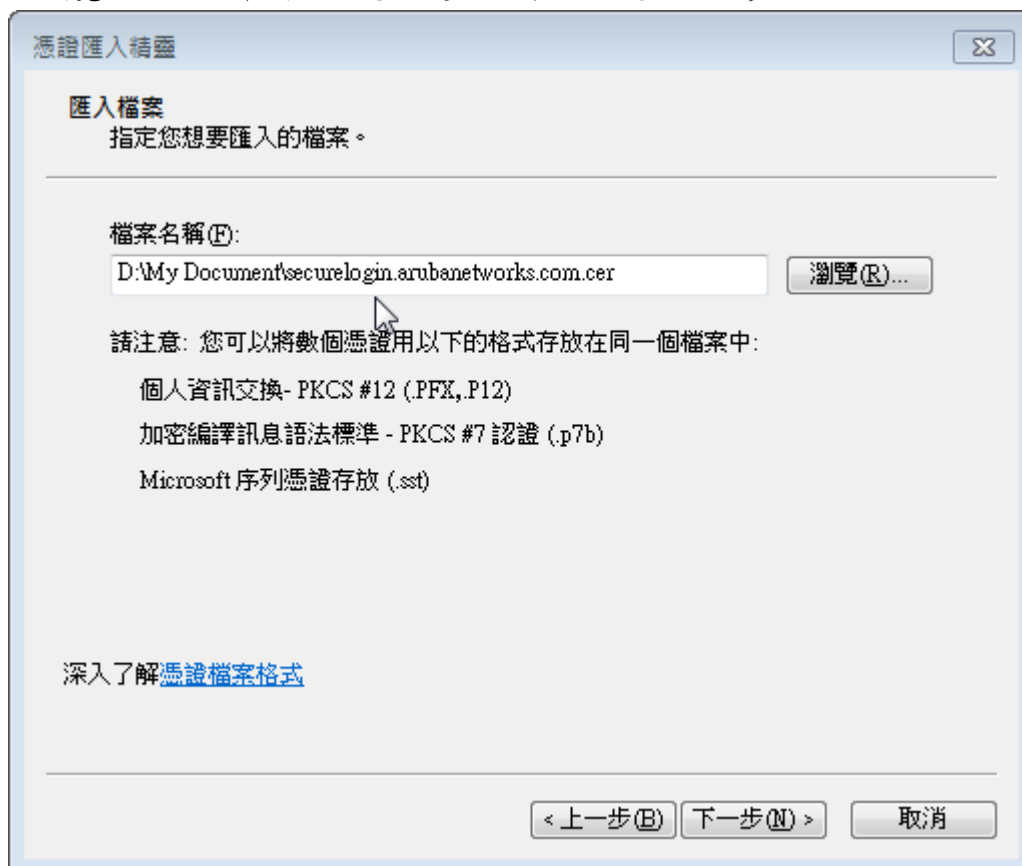 憑證匯入精靈
匯入檔案
指定您想要匯入的檔案。
檔案名稱(F):
D:\My Document\securelogin.arubanetworks.com.cer
瀏覽(R)...
請注意: 您可以將數個憑證用以下的格式存放在同一個檔案中:
個人資訊交換- PKCS #12 (.PFX,.P12)
加密編譯訊息語法標準 - PKCS #7 認證 (.p7b)
Microsoft 序列憑證存放 (.sst)
深入了解憑證檔案格式
< 上一步(B) 下一步(N) > 取消